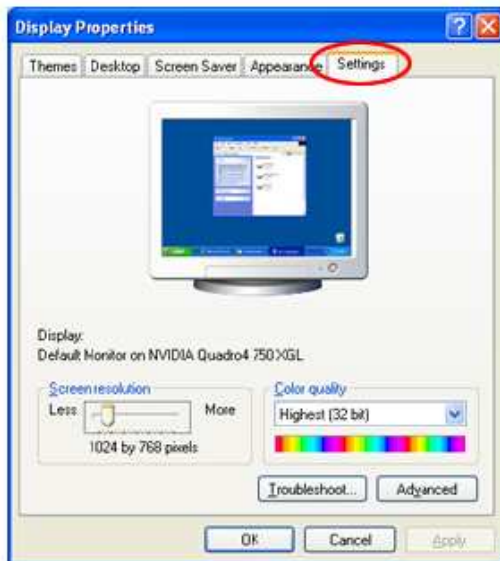 Display Properties
Themes Desktop Screen Saver Appearance Settings
Display:
Default Monitor on NVIDIA Quadro4 750 XGL
Screen resolution
Less More
1024 by 768 pixels
Color quality
Highest (32 bit)
Troubleshoot... Advanced
OK Cancel Apply